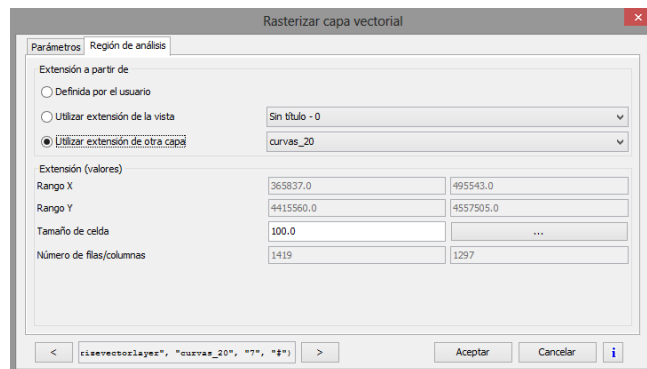 Rasterizar capa vectorial
Parámetros Región de análisis
Extensión a partir de
Definida por el usuario
Utilizar extensión de la vista Sin título - 0
Utilizar extensión de otra capa curvas_20
Extensión (valores)
Rango X 365837.0 495543.0
Rango Y 4415560.0 4557505.0
Tamaño de celda 100.0 ...
Número de filas/columnas 1419 1297
< risevectorlayer", "curvas_20", "7", "#") > Aceptar Cancelar i